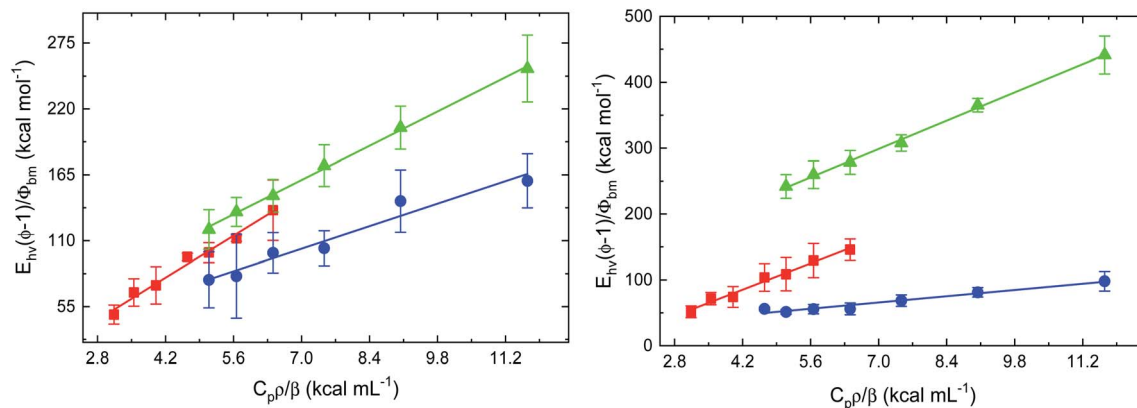 E_hv(ϕ-1)/Φ_bm (kcal mol⁻¹)
275
220
165
110
55
2.8 4.2 5.6 7.0 8.4 9.8 11.2
C_pρ/β (kcal mL⁻¹)
E_hv(ϕ-1)/Φ_bm (kcal mol⁻¹)
500
400
300
200
100
0
2.8 4.2 5.6 7.0 8.4 9.8 11.2
C_pρ/β (kcal mL⁻¹)